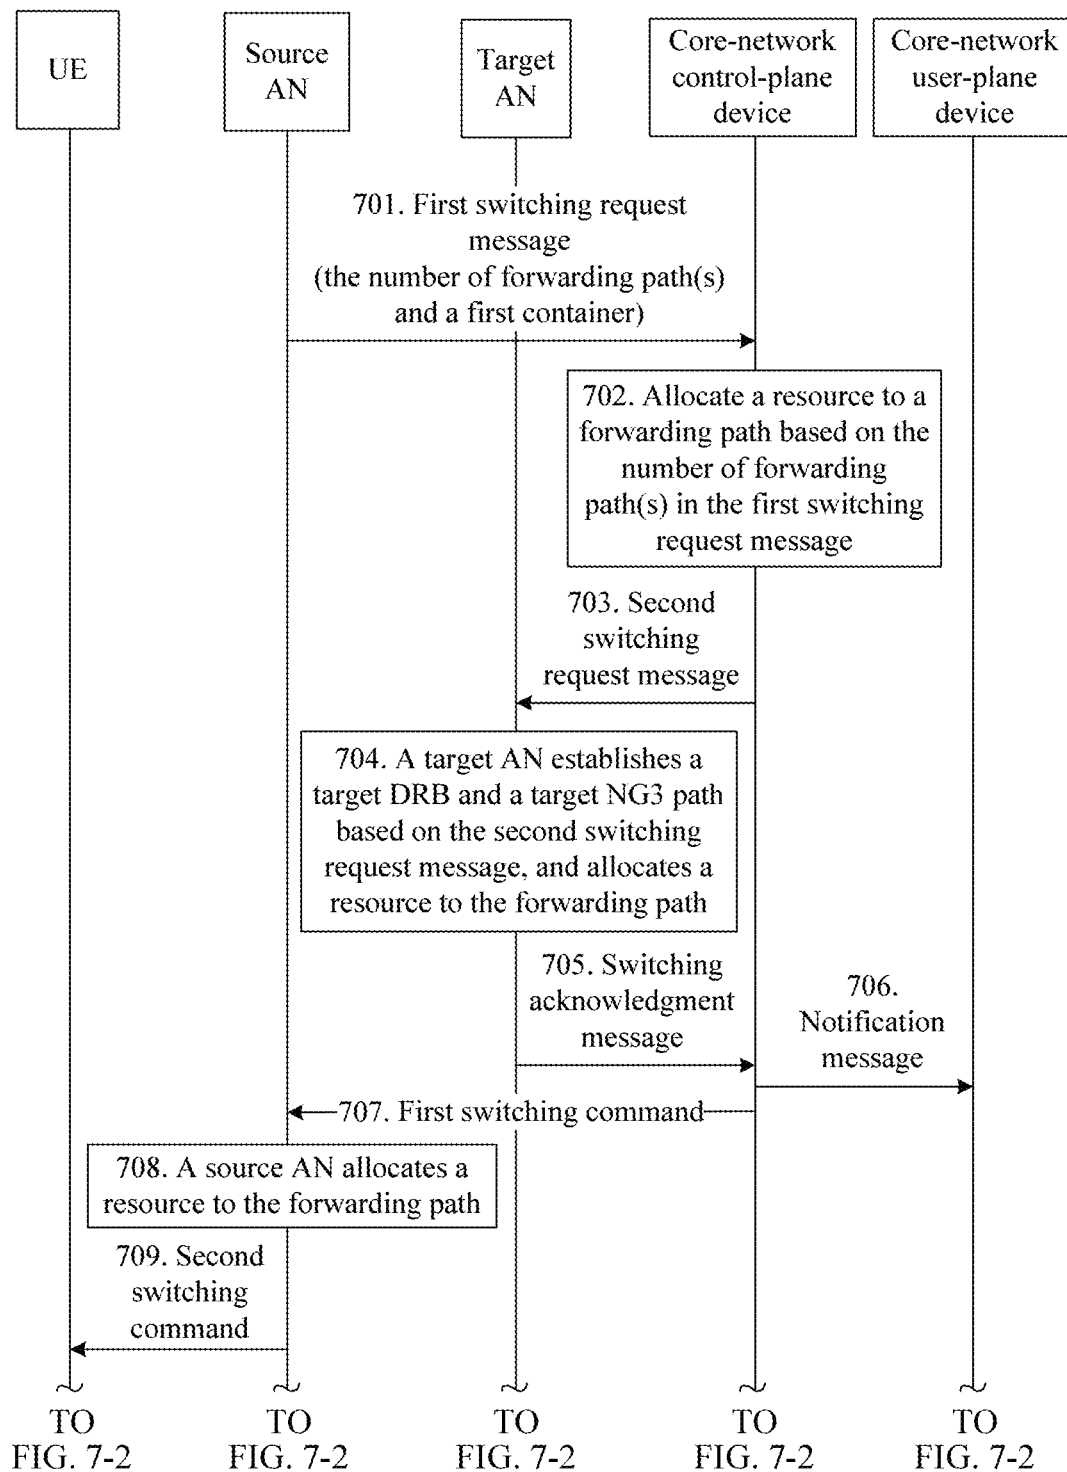 UE
Source
AN
Target
AN
Core-network
control-plane
device
Core-network
user-plane
device
701. First switching request
message
(the number of forwarding path(s)
and a first container)
702. Allocate a resource to a
forwarding path based on the
number of forwarding
path(s) in the first switching
request message
703. Second
switching
request message
704. A target AN establishes a
target DRB and a target NG3 path
based on the second switching
request message, and allocates a
resource to the forwarding path
705. Switching
acknowledgment
message
706.
Notification
message
707. First switching command
708. A source AN allocates a
resource to the forwarding path
709. Second
switching
command
TO
FIG. 7-2
TO
FIG. 7-2
TO
FIG. 7-2
TO
FIG. 7-2
TO
FIG. 7-2